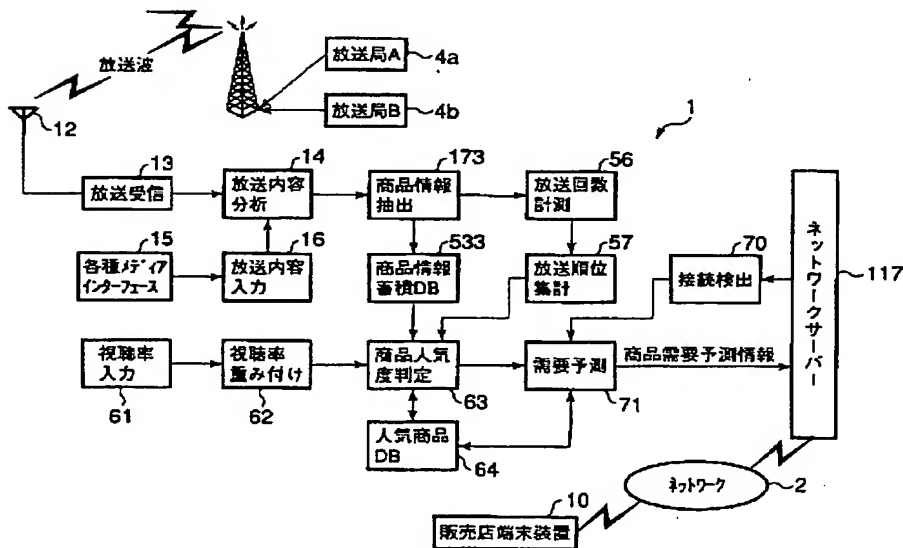 放送波
放送局A
4a
放送局B
4b
12
1
13
放送受信
14
放送内容
分析
173
商品情報
抽出
56
放送回数
計測
15
各種メディア
インターフェース
16
放送内容
入力
533
商品情報
蓄積DB
57
放送順位
集計
70
接続検出
ネットワークサーバー
117
視聴率
入力
61
視聴率
重み付け
62
商品人気
度判定
63
需要予測
71
商品需要予測情報
人気商品
DB
64
ネットワーク
2
10
販売店端末装置